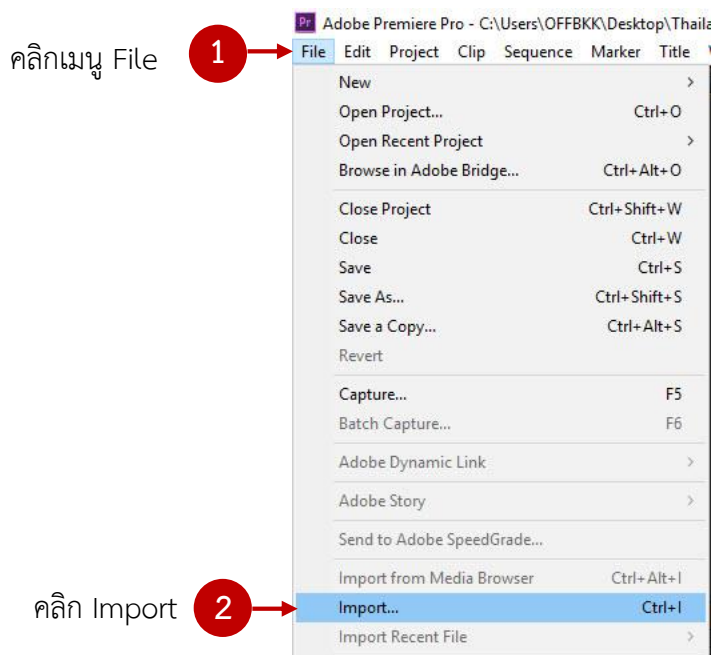 Adobe Premiere Pro - C:\Users\OFFBKK\Desktop\Thaila
คลิกเมนู File 1 File Edit Project Clip Sequence Marker Title
New >
Open Project... Ctrl+O
Open Recent Project >
Browse in Adobe Bridge... Ctrl+Alt+O
Close Project Ctrl+Shift+W
Close Ctrl+W
Save Ctrl+S
Save As... Ctrl+Shift+S
Save a Copy... Ctrl+Alt+S
Revert
Capture... F5
Batch Capture... F6
Adobe Dynamic Link >
Adobe Story >
Send to Adobe SpeedGrade...
Import from Media Browser Ctrl+Alt+I
คลิก Import 2 Import... Ctrl+I
Import Recent File >